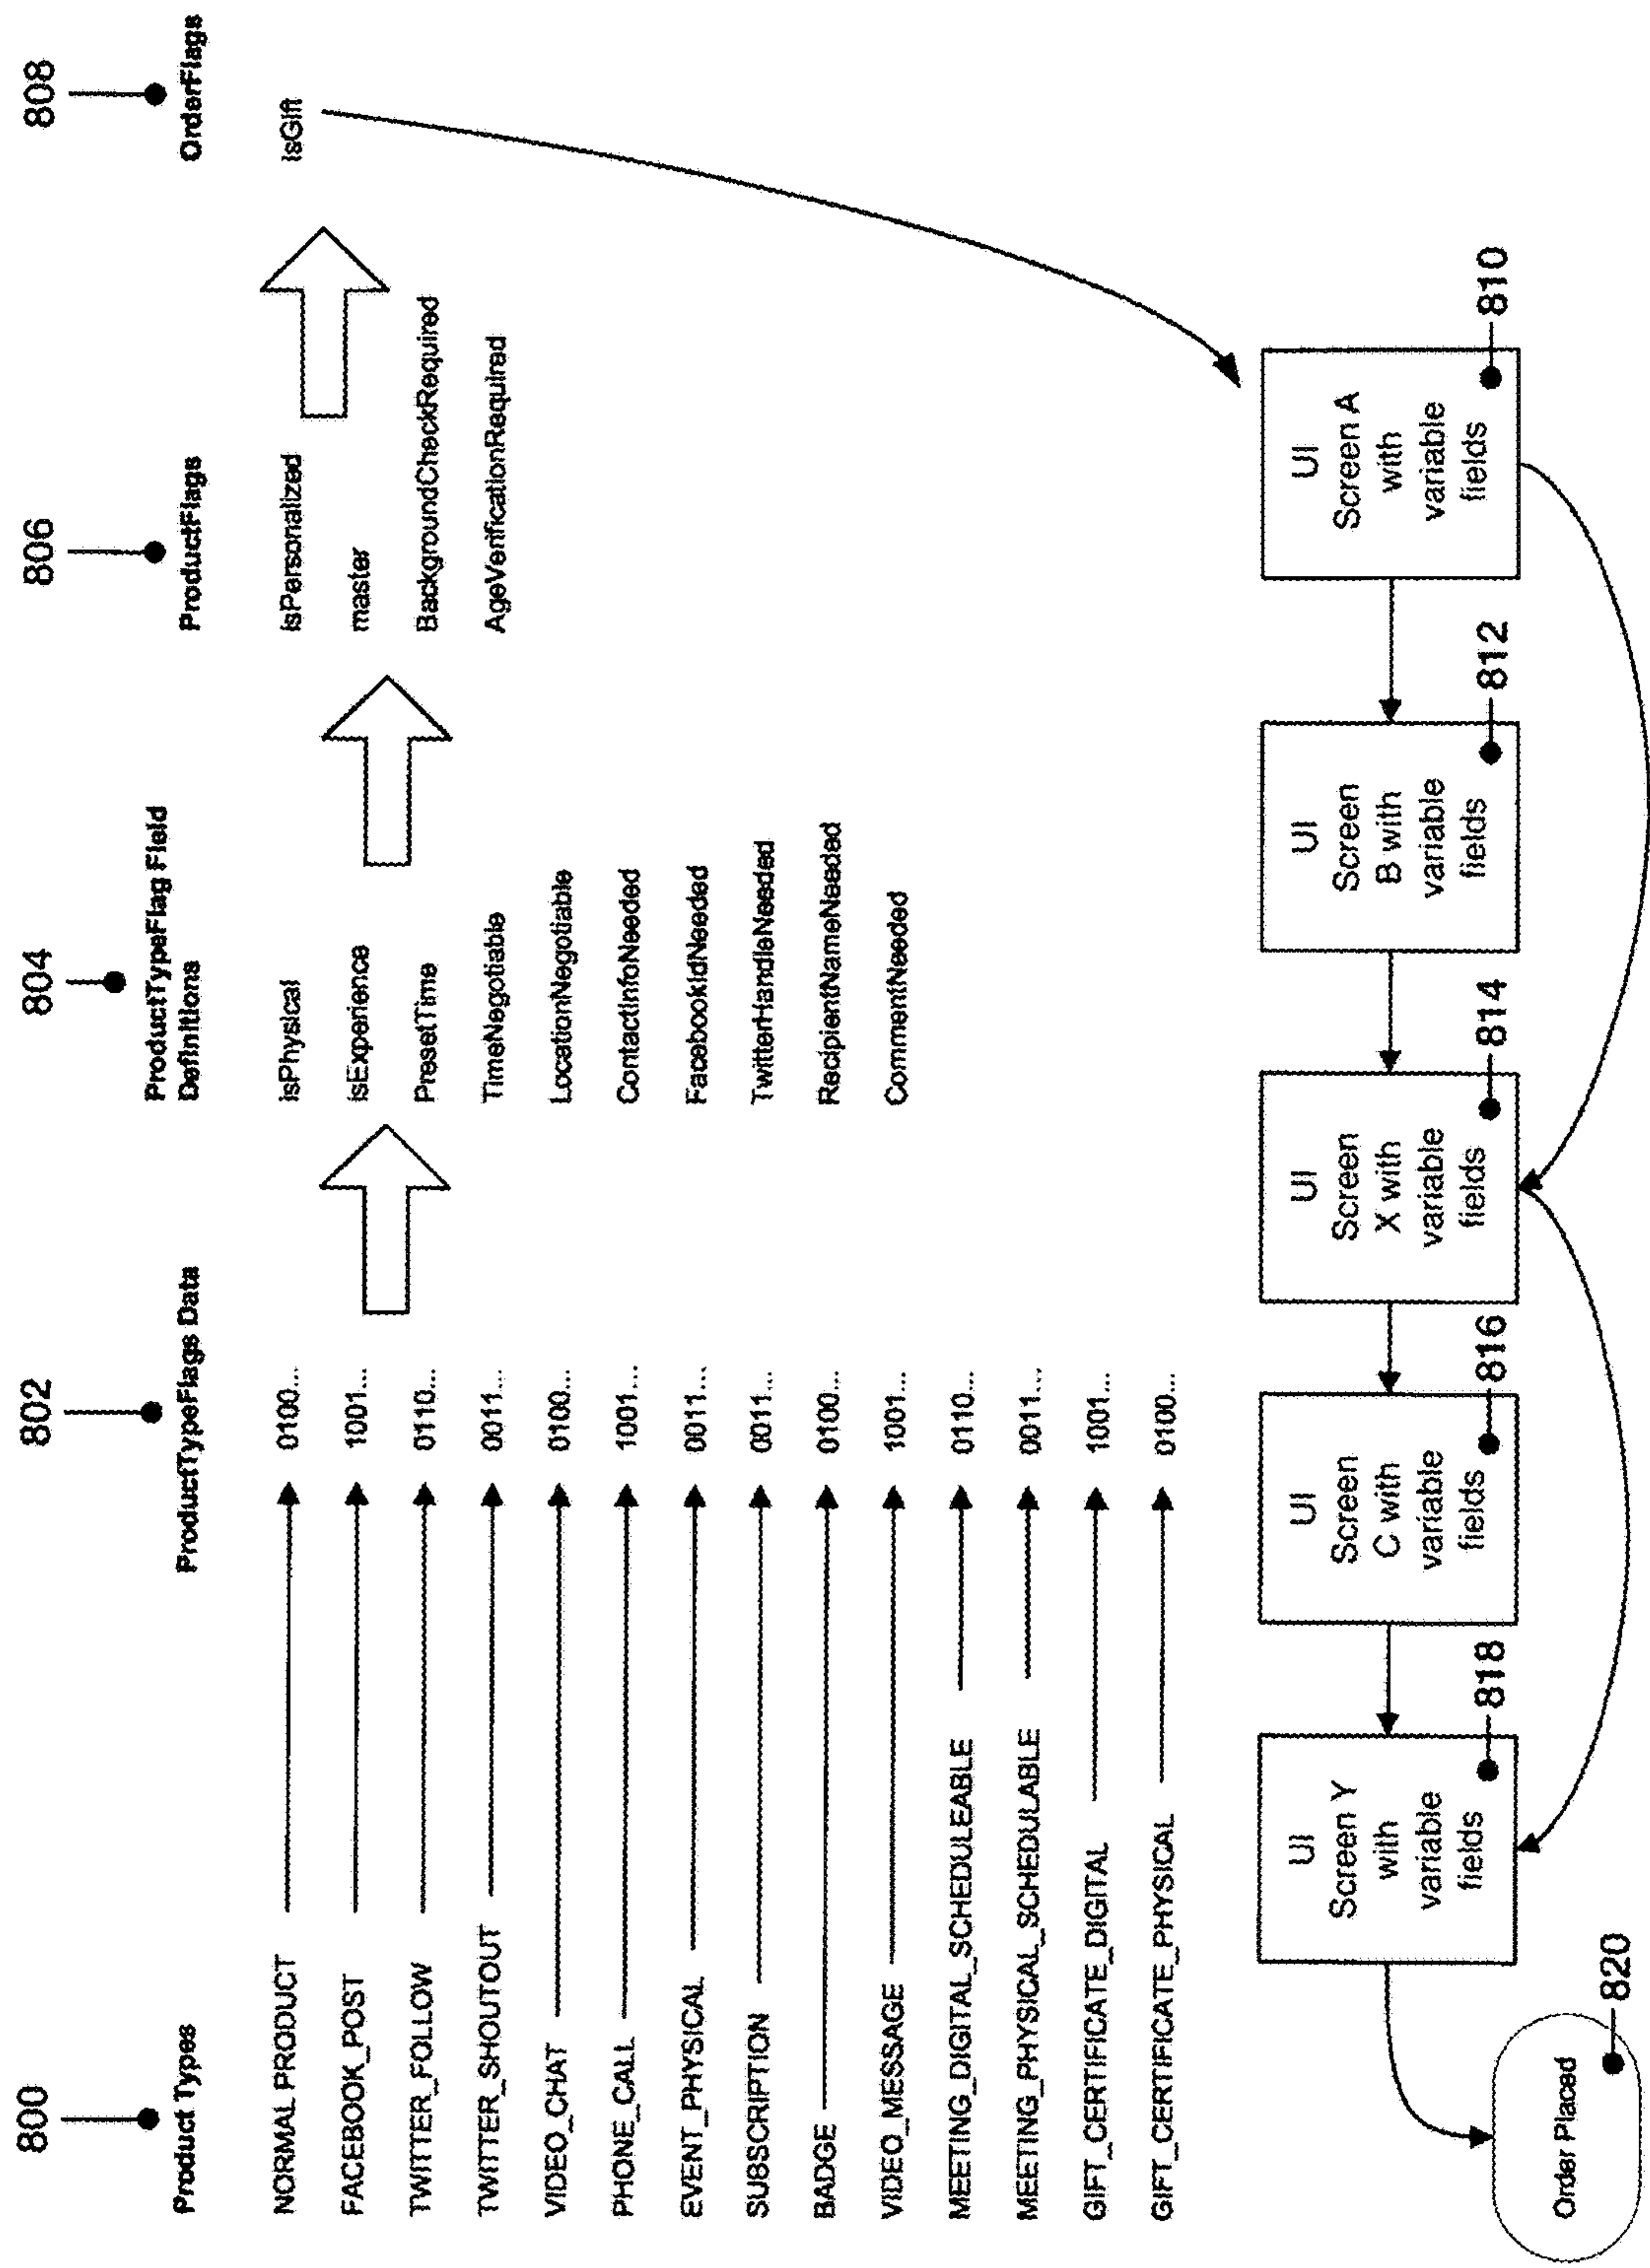 800
Product Types
NORMAL PRODUCT
FACEBOOK_POST
TWITTER_FOLLOW
TWITTER_SHOUTOUT
VIDEO_CHAT
PHONE_CALL
EVENT_PHYSICAL
SUBSCRIPTION
BADGE
VIDEO_MESSAGE
MEETING_DIGITAL_SCHEDULEABLE
MEETING_PHYSICAL_SCHEDULABLE
GIFT_CERTIFICATE_DIGITAL
GIFT_CERTIFICATE_PHYSICAL
802
ProductTypeFlags Data
0100...
1001...
0110...
0011...
0100...
1001...
0011...
0011...
0100...
1001...
0110...
0011...
1001...
0100...
804
ProductTypeFlag Field
Definitions
isPhysical
isExperience
PresetTime
TimeNegotiable
LocationNegotiable
ContactInfoNeeded
FacebookIdNeeded
TwitterHandleNeeded
RecipientNameNeeded
CommentNeeded
806
ProductFlags
isPersonalized
master
BackgroundCheckRequired
AgeVerificationRequired
808
OrderFlags
isGift
UI
Screen A
with
variable
fields
810
UI
Screen
B with
variable
fields
812
UI
Screen
X with
variable
fields
814
UI
Screen
C with
variable
fields
816
UI
Screen Y
with
variable
fields
818
Order Placed
820